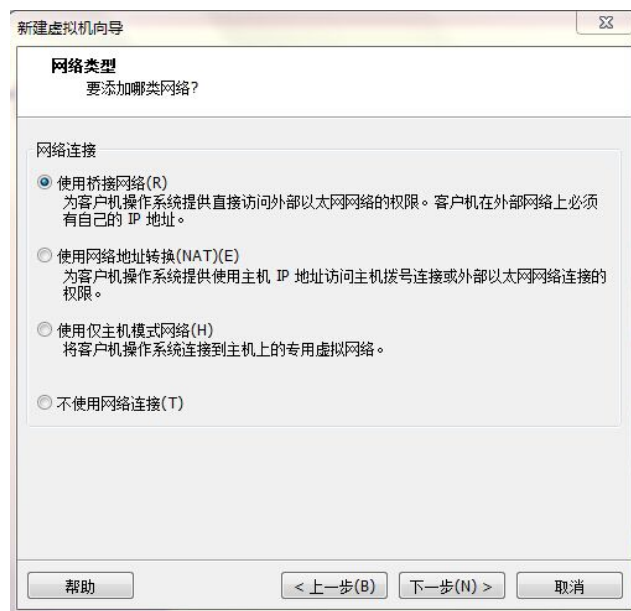 新建虚拟机向导
网络类型
要添加哪类网络?
网络连接
使用桥接网络(R)
为客户机操作系统提供直接访问外部以太网网络的权限。客户机在外部网络上必须
有自己的 IP 地址。
使用网络地址转换(NAT)(E)
为客户机操作系统提供使用主机 IP 地址访问主机拨号连接或外部以太网网络连接的
权限。
使用仅主机模式网络(H)
将客户机操作系统连接到主机上的专用虚拟网络。
不使用网络连接(T)
帮助
< 上一步(B)
下一步(N) >
取消